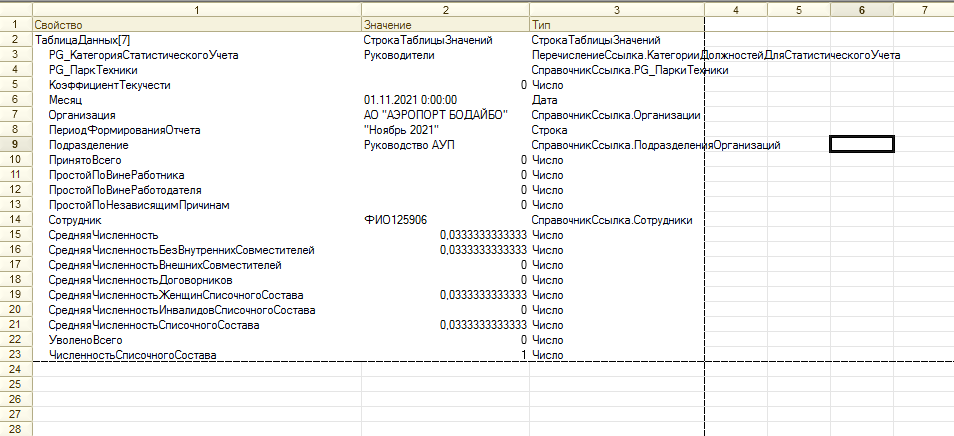 1 2 3 4 5 6 7
1 Свойство Значение Тип
2 ТаблицаДанных[7] СтрокаТаблицыЗначений СтрокаТаблицыЗначений
3 PG_КатегорияСтатистическогоУчета Руководители ПеречислениеСсылка.КатегорииДолжностейДляСтатистическогоУчета
4 PG_ПаркТехники СправочникСсылка.PG_ПаркиТехники
5 КоэффициентТекучести 0 Число
6 Месяц 01.11.2021 0:00:00 Дата
7 Организация АО "АЭРОПОРТ БОДАЙБО" СправочникСсылка.Организации
8 ПериодФормированияОтчета "Ноябрь 2021" Строка
9 Подразделение Руководство АУП СправочникСсылка.ПодразделенияОрганизаций
10 ПринятоВсего 0 Число
11 ПростойПоВинеРаботника 0 Число
12 ПростойПоВинеРаботодателя 0 Число
13 ПростойПоНезависящимПричинам 0 Число
14 Сотрудник ФИО125906 СправочникСсылка.Сотрудники
15 СредняяЧисленность 0,0333333333333 Число
16 СредняяЧисленностьБезВнутреннихСовместителей 0,0333333333333 Число
17 СредняяЧисленностьВнешнихСовместителей 0 Число
18 СредняяЧисленностьДоговорников 0 Число
19 СредняяЧисленностьЖенщинСписочногоСостава 0,0333333333333 Число
20 СредняяЧисленностьИнвалидовСписочногоСостава 0 Число
21 СредняяЧисленностьСписочногоСостава 0,0333333333333 Число
22 УволеноВсего 0 Число
23 ЧисленностьСписочногоСостава 1 Число
24
25
26
27
28